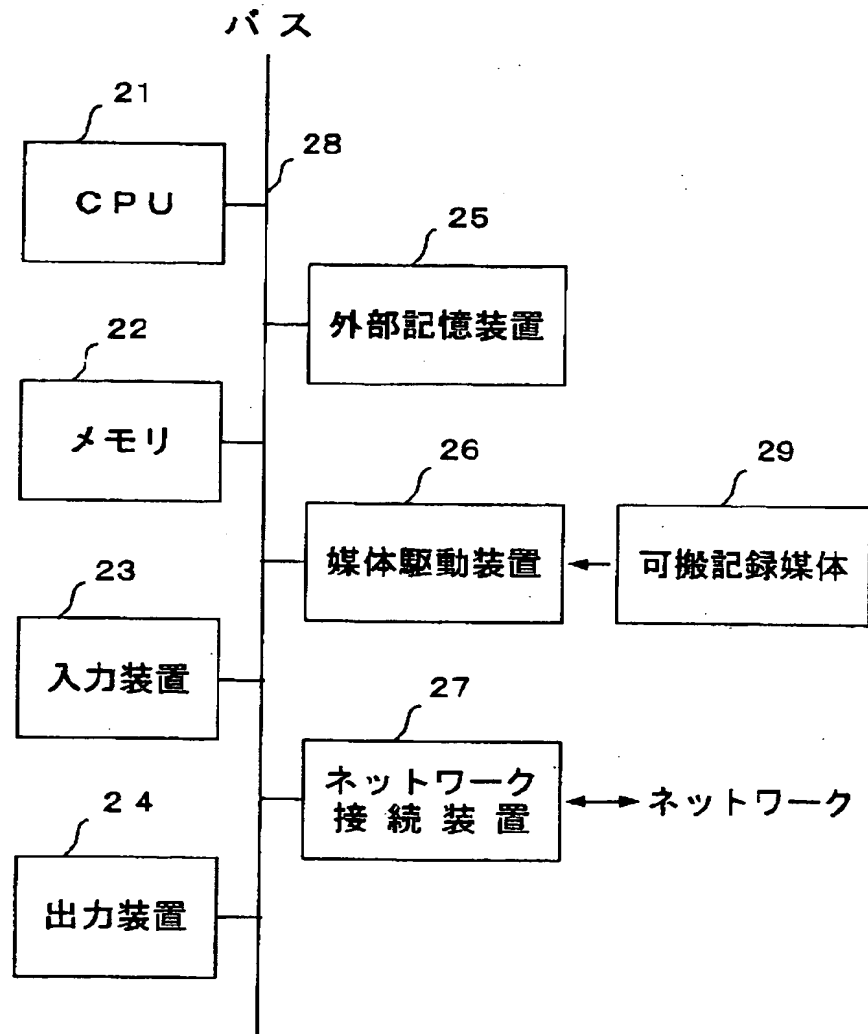 バス
21
28
CPU
25
外部記憶装置
22
メモリ
26
29
媒体駆動装置
可搬記録媒体
23
入力装置
27
ネットワーク
接続装置
ネットワーク
24
出力装置